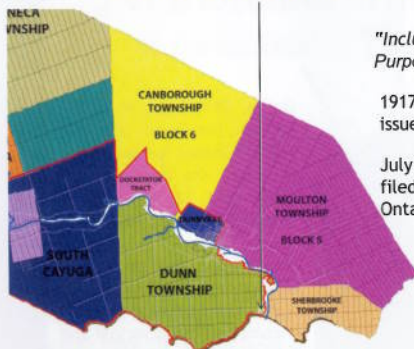 NECA
WNSHIP
CANBOROUGH
TOWNSHIP
BLOCK 6
DOCKSTATOR
TRACT
DUNNVILLE
SOUTH
CAYUGA
DUNN
TOWNSHIP
MOULTON
TOWNSHIP
BLOCK 5
SHERBROOKE
TOWNSHIP
"Inclu
Purpo
1917
issue
July
filed
Onta